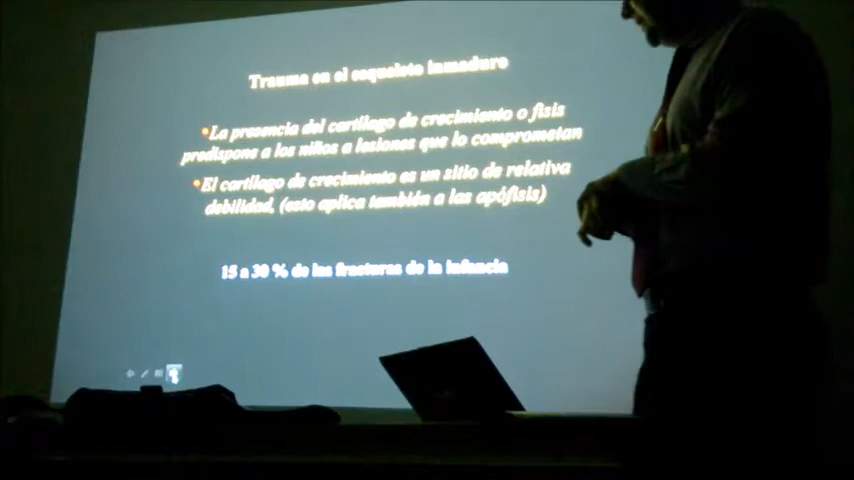 Trauma en el esqueleto inmaduro
•La presencia del cartílago de crecimiento o fisis
predispone a los niños a lesiones que lo comprometan
•El cartílago de crecimiento es un sitio de relativa
debilidad, (esto aplica también a las apófisis)
15 a 30 % de las fracturas de la infancia